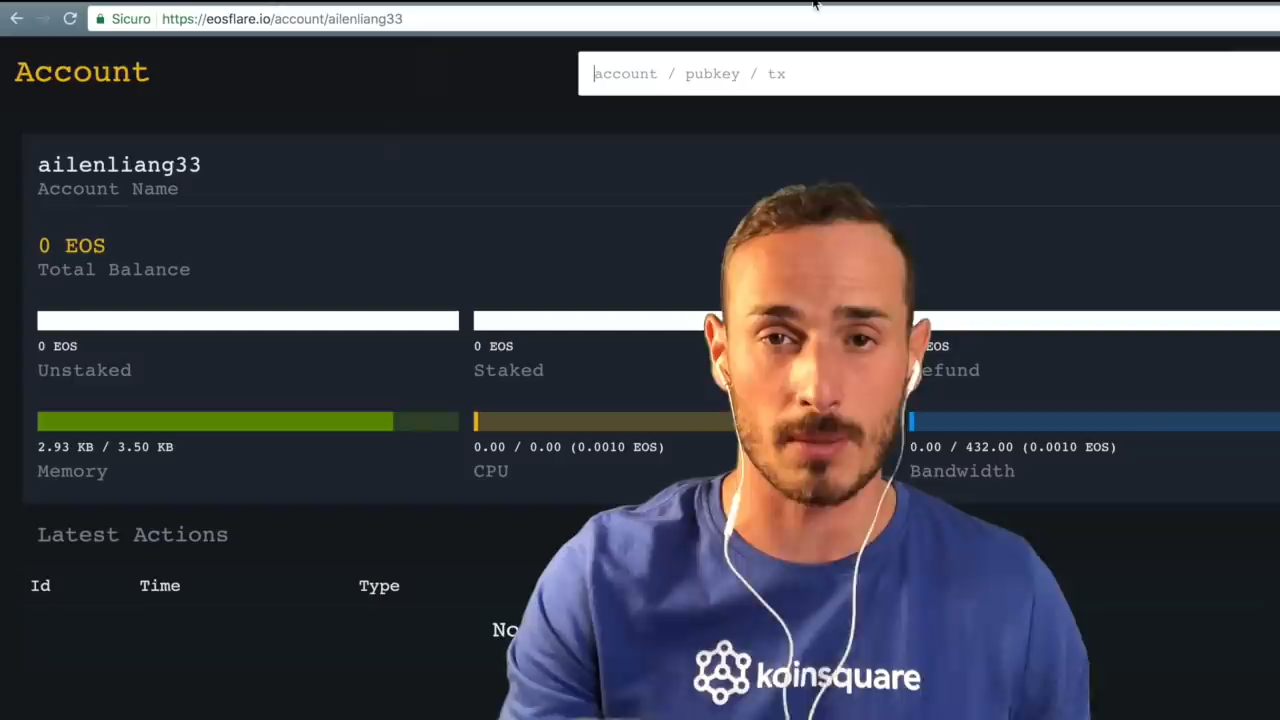 Sicuro https://eosflare.io/account/ailenliang33
Account
account / pubkey / tx
ailenliang33
Account Name
0 EOS
Total Balance
0 EOS 0 EOS EOS
Unstaked Staked efund
2.93 KB / 3.50 KB 0.00 / 0.00 (0.0010 EOS) 0.00 / 432.00 (0.0010 EOS)
Memory CPU Bandwidth
Latest Actions
Id Time Type
No
koinsquare